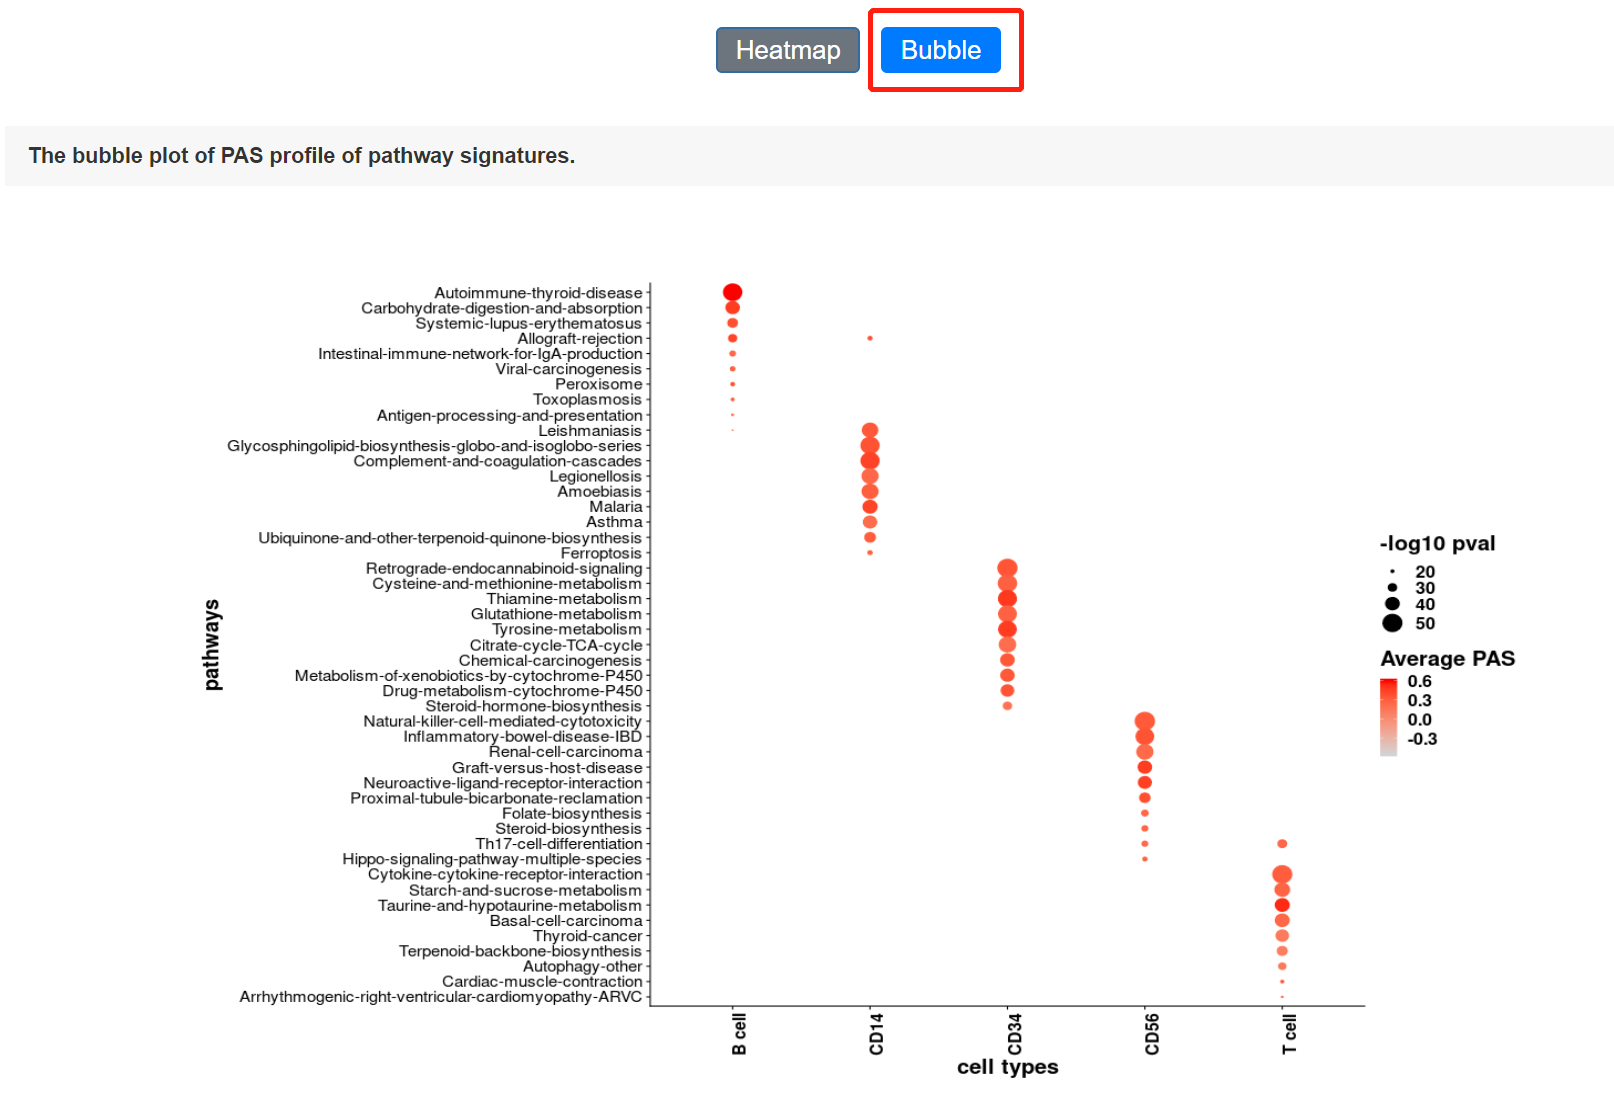 Heatmap Bubble
The bubble plot of PAS profile of pathway signatures.
Autoimmune-thyroid-disease
Carbohydrate-digestion-and-absorption
Systemic-lupus-erythematosus
Allograft-rejection
Intestinal-immune-network-for-IgA-production
Viral-carcinogenesis
Peroxisome
Toxoplasmosis
Antigen-processing-and-presentation
Leishmaniasis
Glycosphingolipid-biosynthesis-globo-and-isoglobo-series
Complement-and-coagulation-cascades
Legionellosis
Amoebiasis
Malaria
Asthma
Ubiquinone-and-other-terpenoid-quinone-biosynthesis
Ferroptosis
Retrograde-endocannabinoid-signaling
Cysteine-and-methionine-metabolism
Thiamine-metabolism
Glutathione-metabolism
Tyrosine-metabolism
Citrate-cycle-TCA-cycle
Chemical-carcinogenesis
Metabolism-of-xenobiotics-by-cytochrome-P450
Drug-metabolism-cytochrome-P450
Steroid-hormone-biosynthesis
Natural-killer-cell-mediated-cytotoxicity
Inflammatory-bowel-disease-IBD
Renal-cell-carcinoma
Graft-versus-host-disease
Neuroactive-ligand-receptor-interaction
Proximal-tubule-bicarbonate-reclamation
Folate-biosynthesis
Steroid-biosynthesis
Th17-cell-differentiation
Hippo-signaling-pathway-multiple-species
Cytokine-cytokine-receptor-interaction
Starch-and-sucrose-metabolism
Taurine-and-hypotaurine-metabolism
Basal-cell-carcinoma
Thyroid-cancer
Terpenoid-backbone-biosynthesis
Autophagy-other
Cardiac-muscle-contraction
Arrhythmogenic-right-ventricular-cardiomyopathy-ARVC
pathways
B cell
CD14
CD34
CD56
T cell
cell types
-log10 pval
20
30
40
50
Average PAS
0.6
0.3
0.0
-0.3